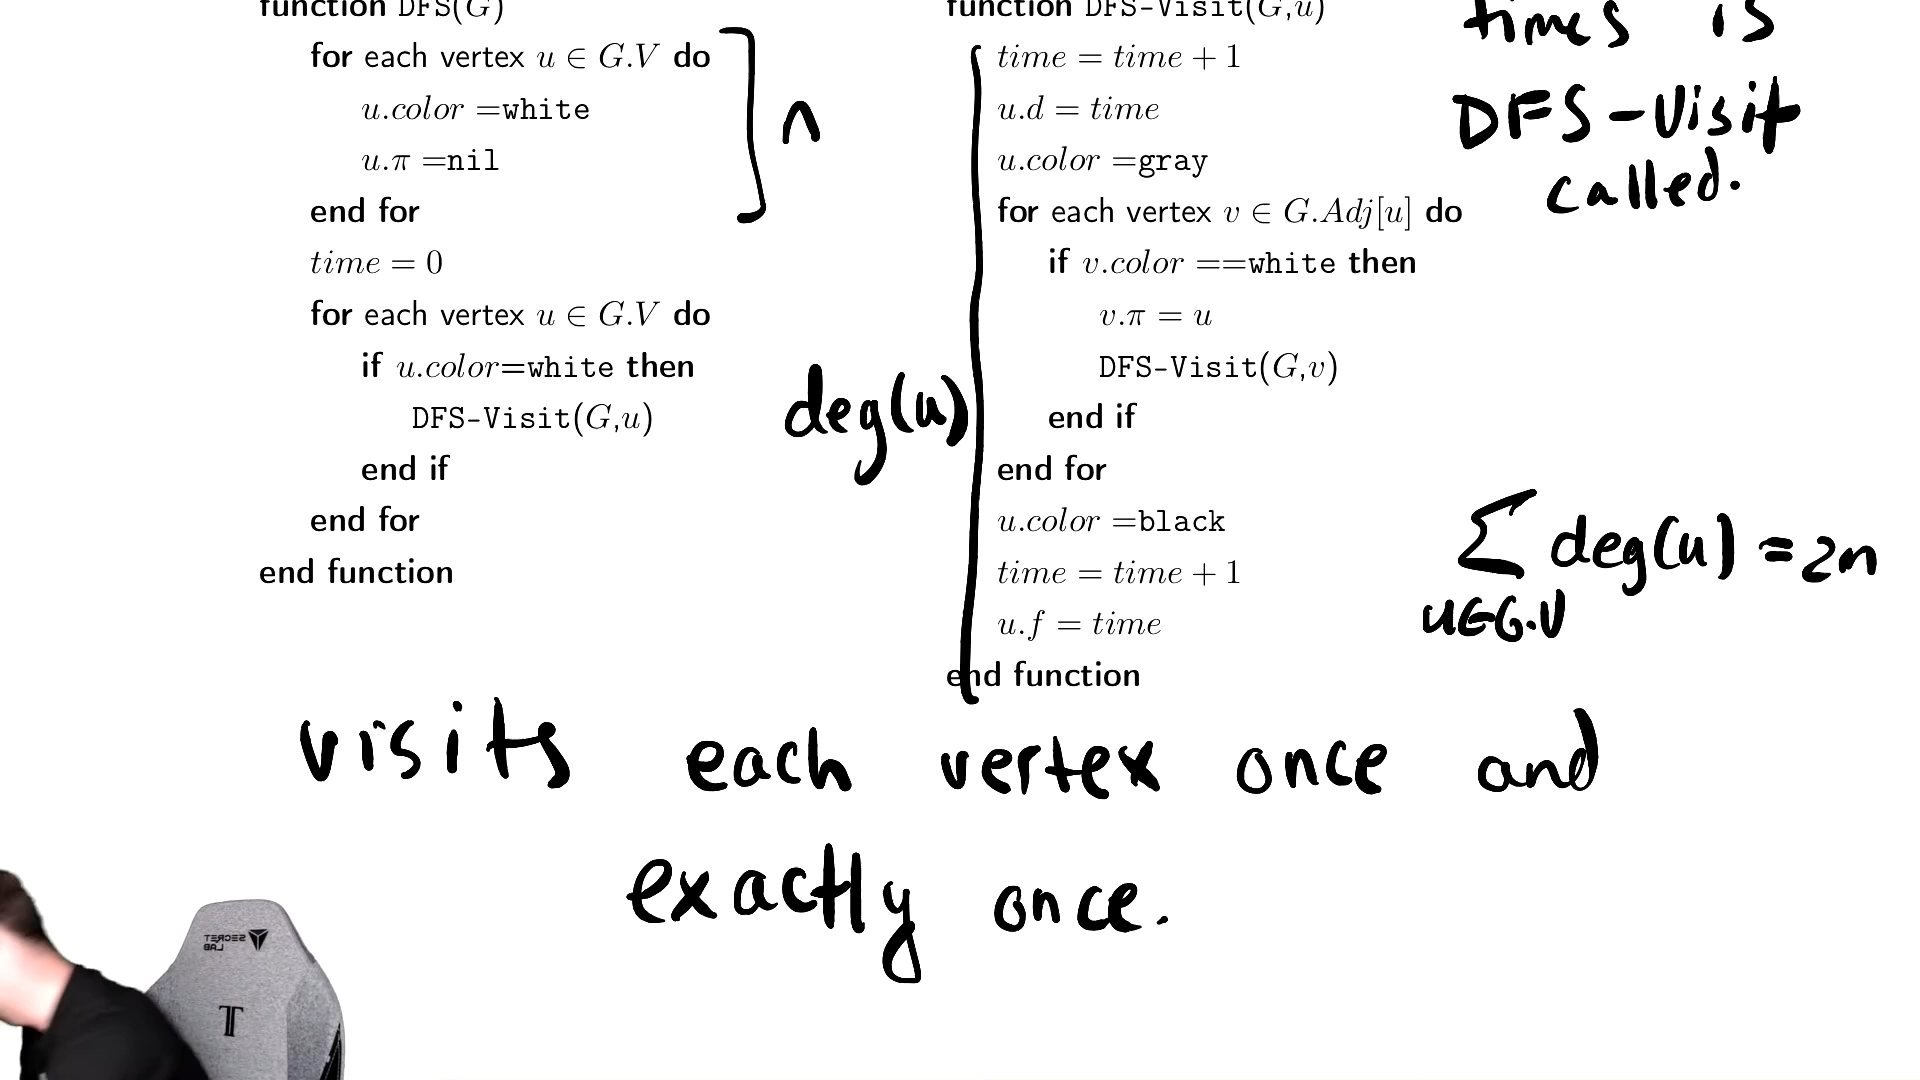 function DFS(G)
for each vertex u ∈ G.V do
u.color =white
u.π =nil
end for
time = 0
for each vertex u ∈ G.V do
if u.color=white then
DFS-Visit(G,u)
end if
end for
end function
n
deg(u)
function DFS-Visit(G,u)
time = time + 1
u.d = time
u.color =gray
for each vertex v ∈ G.Adj[u] do
if v.color ==white then
v.π = u
DFS-Visit(G,v)
end if
end for
u.color =black
time = time + 1
u.f = time
end function
times is
DFS-Visit
called.
∑ deg(u) = 2n
u∈G.V
visits each vertex once and
exactly once.
SECRET
LAB
T